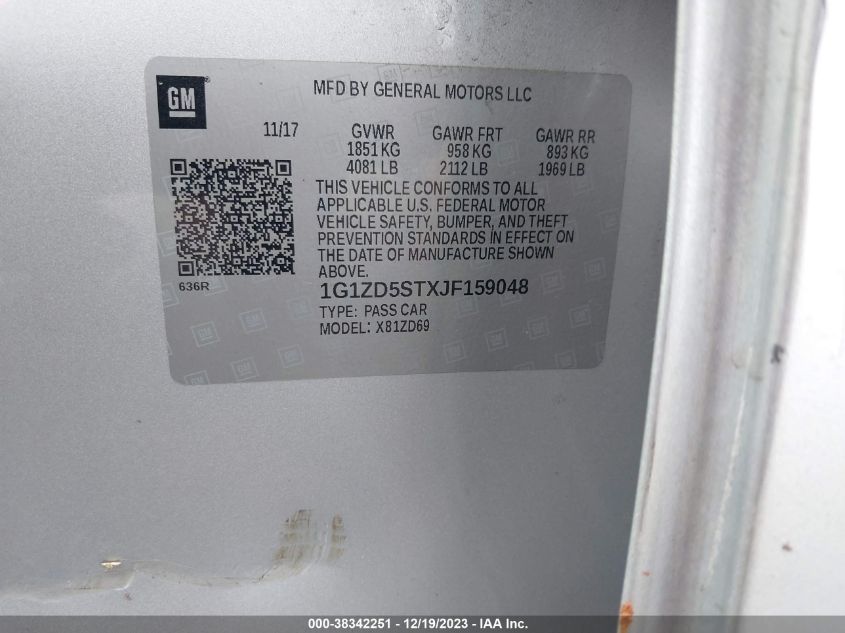 GM
MFD BY GENERAL MOTORS LLC
11/17 GVWR GAWR FRT GAWR RR
1851 KG 958 KG 893 KG
4081 LB 2112 LB 1969 LB
THIS VEHICLE CONFORMS TO ALL
APPLICABLE U.S. FEDERAL MOTOR
VEHICLE SAFETY, BUMPER, AND THEFT
PREVENTION STANDARDS IN EFFECT ON
THE DATE OF MANUFACTURE SHOWN
ABOVE.
636R
1G1ZD5STXJF159048
TYPE: PASS CAR
MODEL: X81ZD69
000-38342251 - 12/19/2023 - IAA Inc.